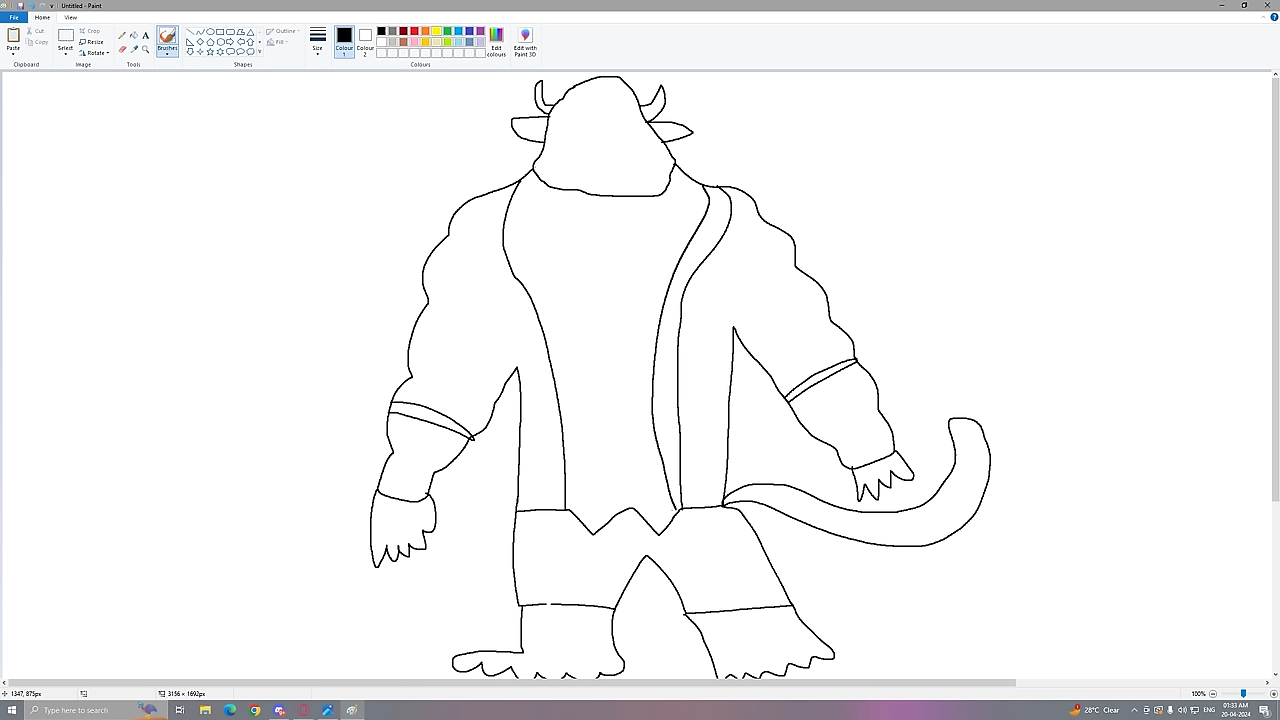 Untitled - Paint
File Home View
Paste Cut Copy Clipboard
Select Crop Resize Rotate Image
Tools
Brushes
Outline Fill Shapes
Size
Colour 1 Colour 2 Edit colours Colours
Edit with Paint 3D
1347, 875px
3156 × 1692px
100%
Type here to search
28°C Clear
ENG
01:33 AM
20-04-2024